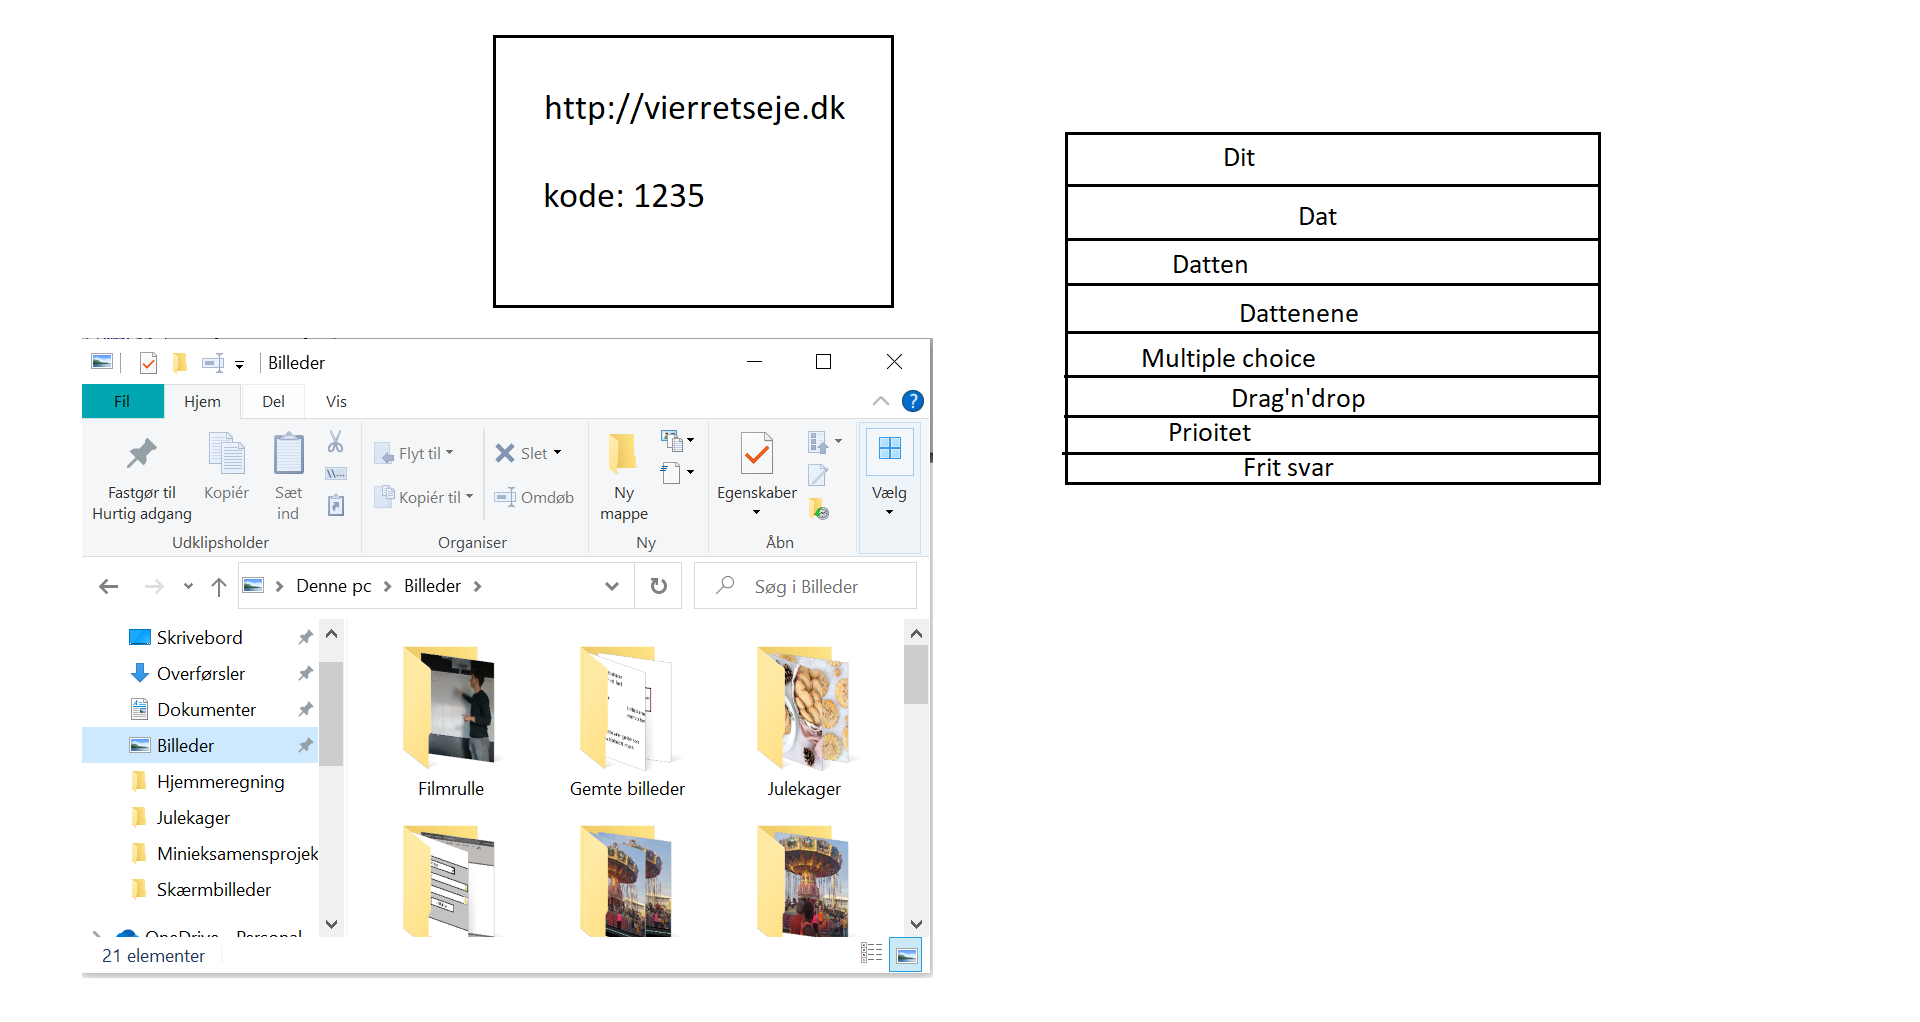 http://vierretseje.dk
kode: 1235
Dit
Dat
Datten
Dattenene
Multiple choice
Drag'n'drop
Prioitet
Frit svar
Billeder
Fil
Hjem
Del
Vis
Fastgør til
Hurtig adgang
Kopiér
Sæt
ind
Udklipsholder
Flyt til
Kopiér til
Slet
Omdøb
Organiser
Ny
mappe
Ny
Egenskaber
Åbn
Vælg
Denne pc
Billeder
Søg i Billeder
Skrivebord
Overførsler
Dokumenter
Billeder
Hjemmeregning
Julekager
Minieksamensprojek
Skærmbilleder
OneDrive - Personal
Filmrulle
Gemte billeder
Julekager
21 elementer